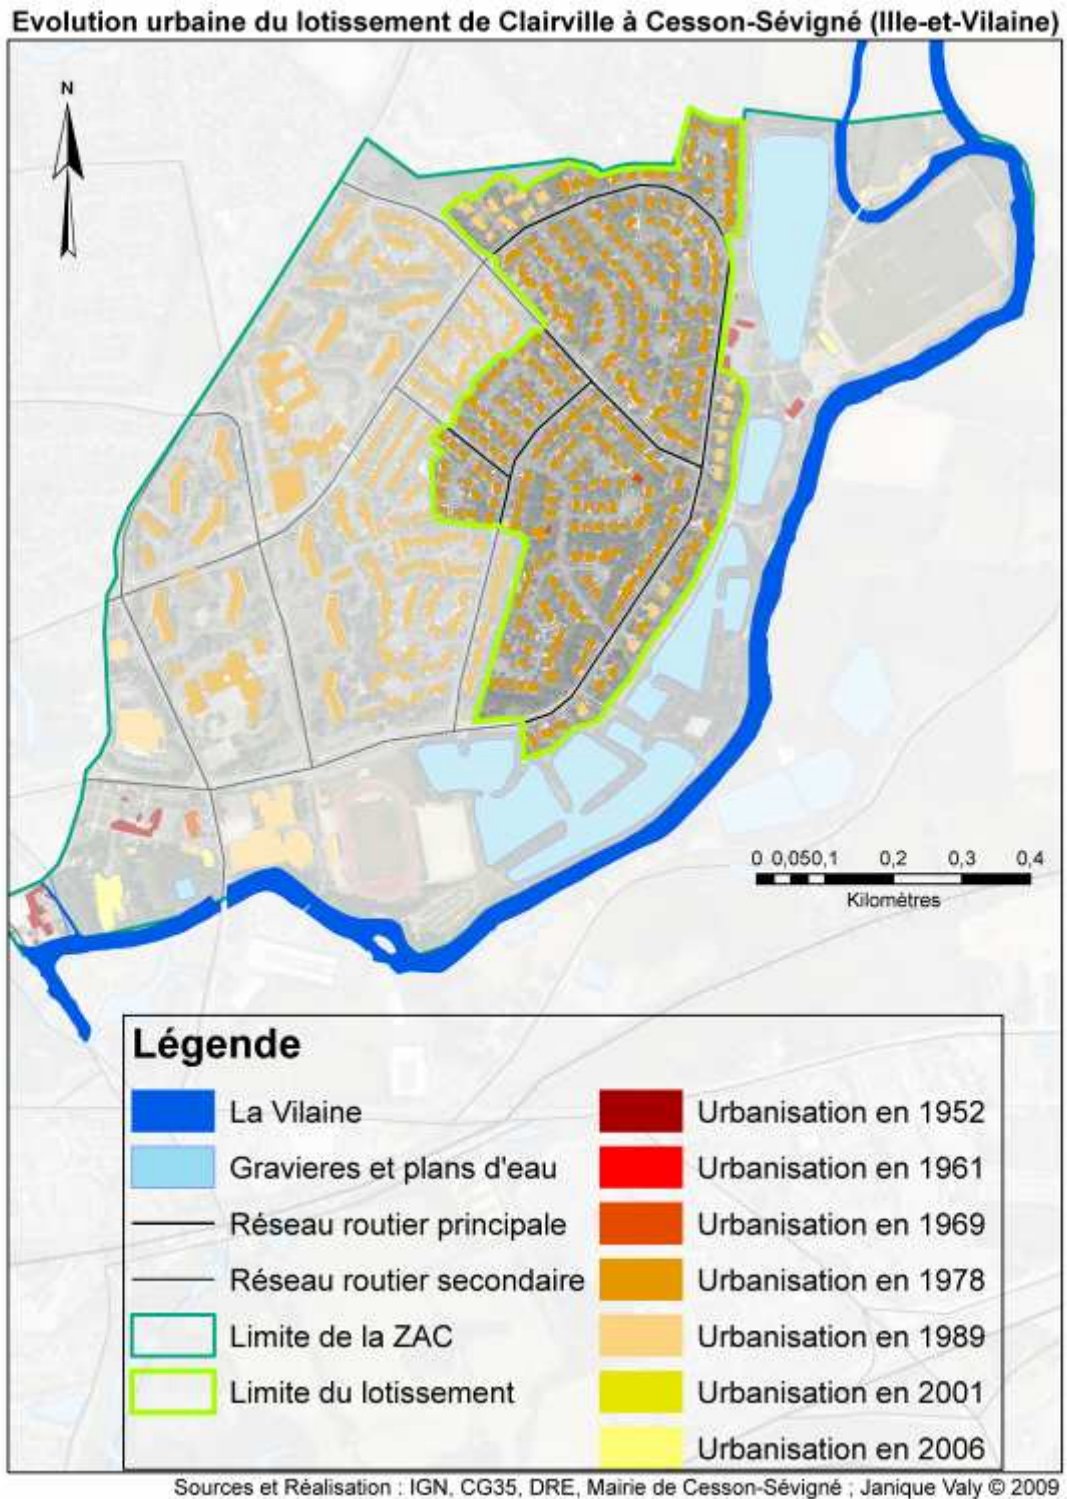 Evolution urbaine du lotissement de Clairville à Cesson-Sévigné (Ille-et-Vilaine)
N
0 0,050,1 0,2 0,3 0,4
Kilomètres
Légende
La Vilaine
Gravieres et plans d'eau
Réseau routier principale
Réseau routier secondaire
Limite de la ZAC
Limite du lotissement
Urbanisation en 1952
Urbanisation en 1961
Urbanisation en 1969
Urbanisation en 1978
Urbanisation en 1989
Urbanisation en 2001
Urbanisation en 2006
Sources et Réalisation : IGN, CG35, DRE, Mairie de Cesson-Sévigné ; Janique Valy © 2009